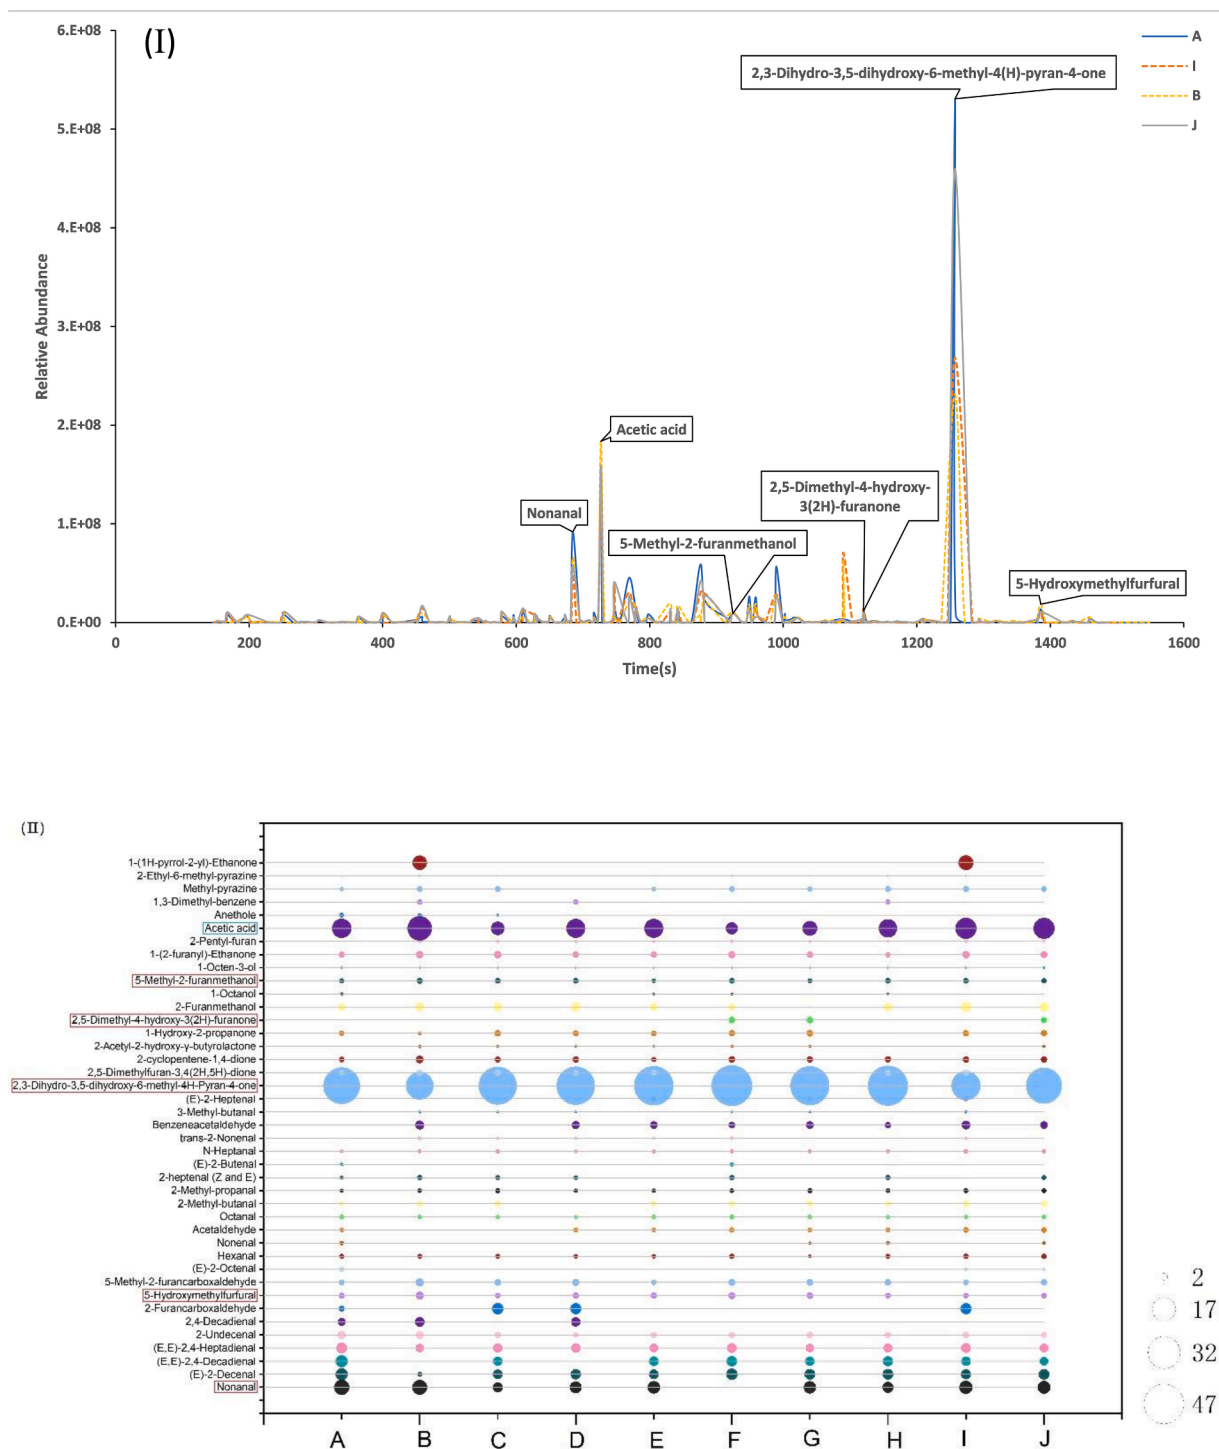 (I)
6.E+08
5.E+08
4.E+08
3.E+08
2.E+08
1.E+08
0.E+00
Relative Abundance
0 200 400 600 800 1000 1200 1400 1600
Time(s)
A
I
B
J
2,3-Dihydro-3,5-dihydroxy-6-methyl-4(H)-pyran-4-one
Acetic acid
Nonanal
5-Methyl-2-furanmethanol
2,5-Dimethyl-4-hydroxy-
3(2H)-furanone
5-Hydroxymethylfurfural
(II)
1-(1H-pyrrol-2-yl)-Ethanone
2-Ethyl-6-methyl-pyrazine
Methyl-pyrazine
1,3-Dimethyl-benzene
Anethole
Acetic acid
2-Pentyl-furan
1-(2-furanyl)-Ethanone
1-Octen-3-ol
5-Methyl-2-furanmethanol
1-Octanol
2-Furanmethanol
2,5-Dimethyl-4-hydroxy-3(2H)-furanone
1-Hydroxy-2-propanone
2-Acetyl-2-hydroxy-γ-butyrolactone
2-cyclopentene-1,4-dione
2,5-Dimethylfuran-3,4(2H,5H)-dione
2,3-Dihydro-3,5-dihydroxy-6-methyl-4H-Pyran-4-one
(E)-2-Heptenal
3-Methyl-butanal
Benzeneacetaldehyde
trans-2-Nonenal
N-Heptanal
(E)-2-Butenal
2-heptenal (Z and E)
2-Methyl-propanal
2-Methyl-butanal
Octanal
Acetaldehyde
Nonenal
Hexanal
(E)-2-Octenal
5-Methyl-2-furancarboxaldehyde
5-Hydroxymethylfurfural
2-Furancarboxaldehyde
2,4-Decadienal
2-Undecenal
(E,E)-2,4-Heptadienal
(E,E)-2,4-Decadienal
(E)-2-Decenal
Nonanal
A B C D E F G H I J
2
17
32
47